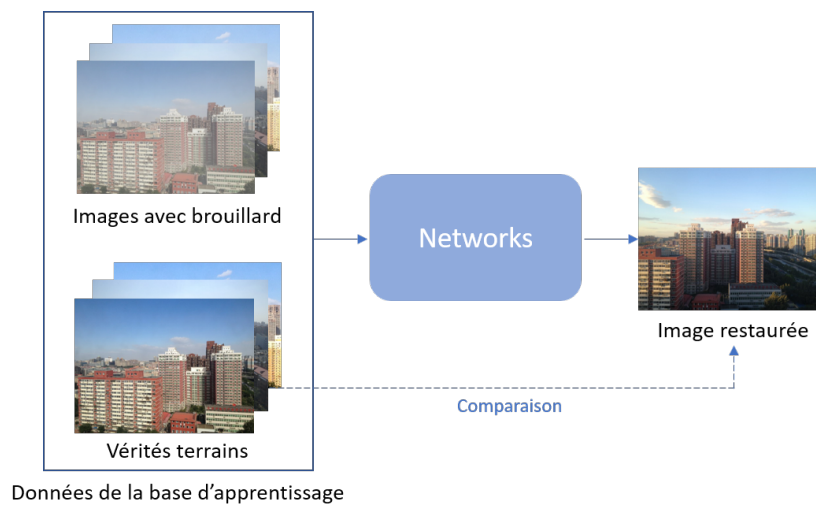 Images avec brouillard
Networks
Image restaurée
Comparaison
Vérités terrains
Données de la base d'apprentissage